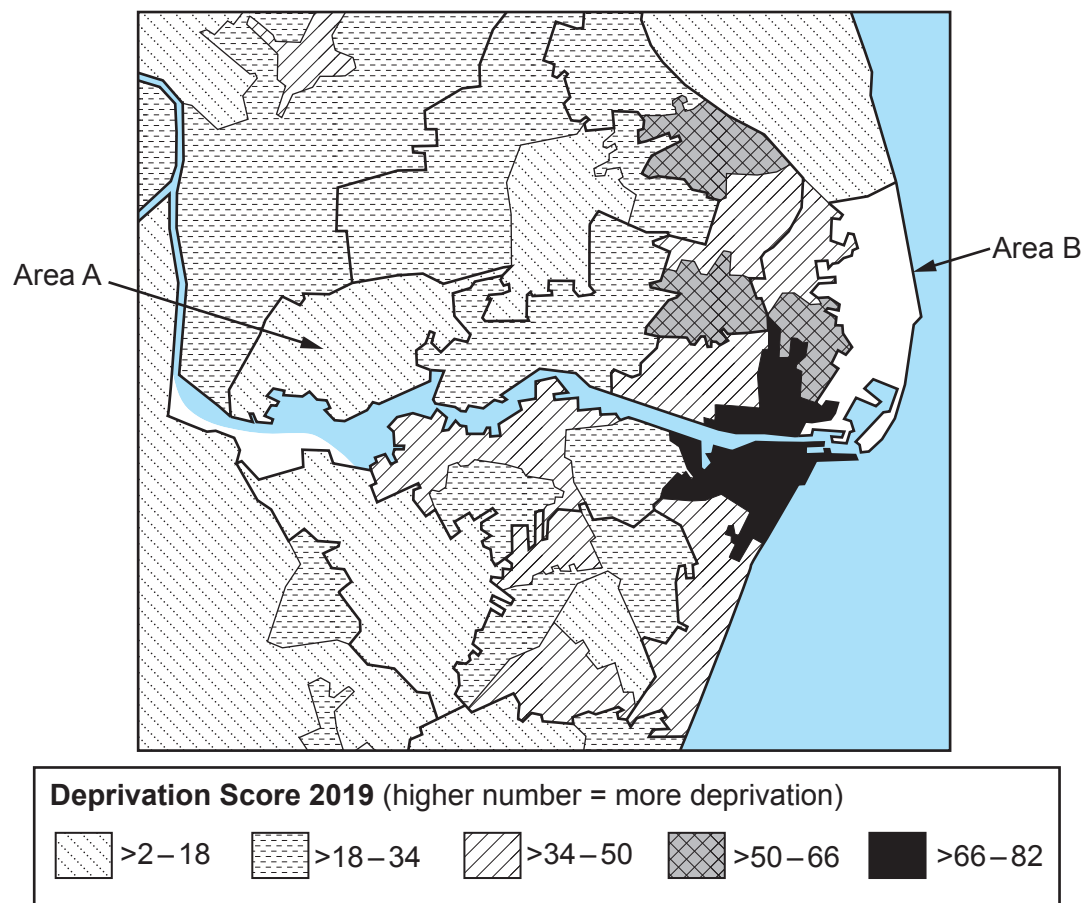 Area B
Area A
Deprivation Score 2019 (higher number = more deprivation)
>2–18 >18–34 >34–50 >50–66 >66–82